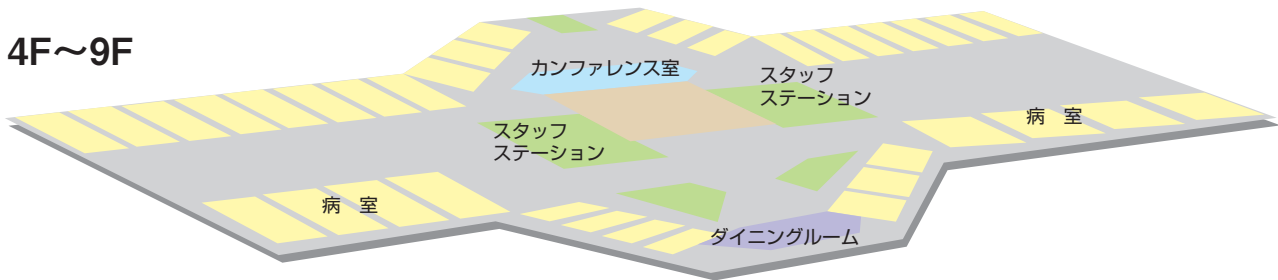 4F〜9F
カンファレンス室
スタッフ
ステーション
スタッフ
ステーション
病　室
病　室
ダイニングルーム